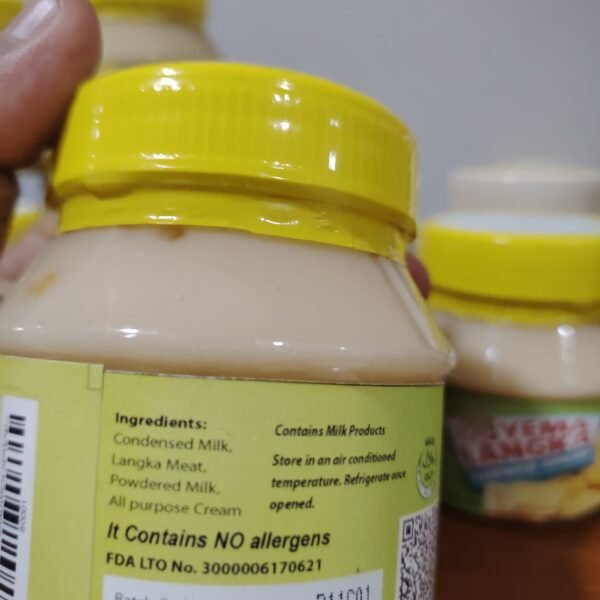 Ingredients:
Condensed Milk,
Langka Meat,
Powdered Milk,
All purpose Cream
Contains Milk Products
Store in an air conditioned
temperature. Refrigerate once
opened.
It Contains NO allergens
FDA LTO No. 3000006170621
LANGKA